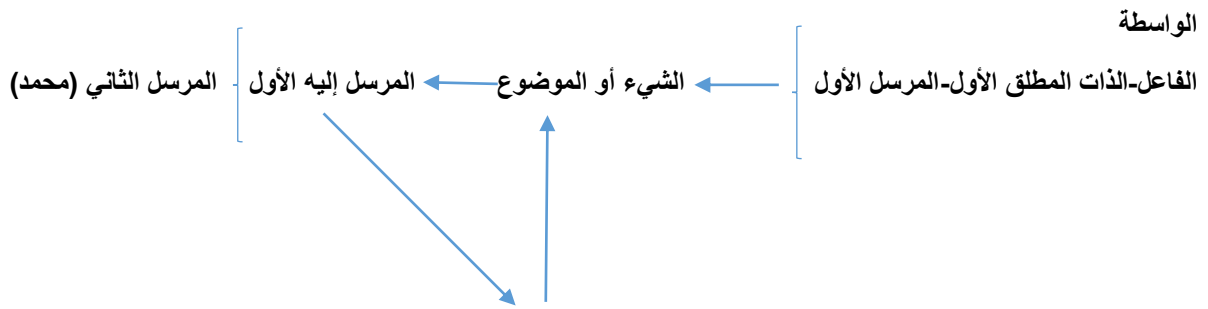 الواسطة
الفاعل-الذات المطلق الأول-المرسل الأول الشيء أو الموضوع المرسل إليه الأول المرسل الثاني (محمد)